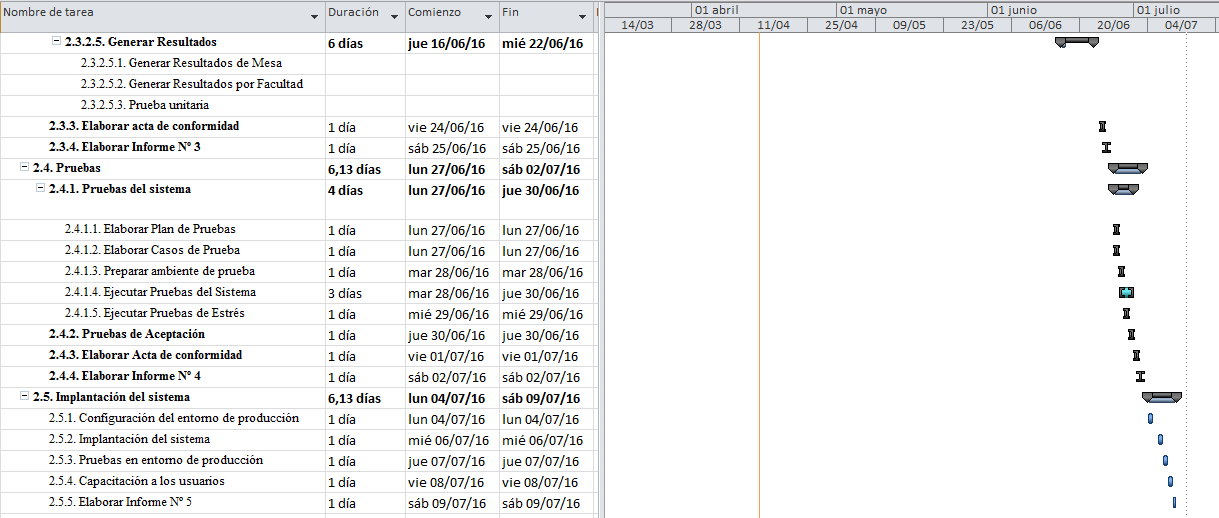 Nombre de tarea Duración Comienzo Fin 01 abril 01 mayo 01 junio 01 julio
14/03 28/03 11/04 25/04 09/05 23/05 06/06 20/06 04/07
2.3.2.5. Generar Resultados 6 días jue 16/06/16 mié 22/06/16
2.3.2.5.1. Generar Resultados de Mesa
2.3.2.5.2. Generar Resultados por Facultad
2.3.2.5.3. Prueba unitaria
2.3.3. Elaborar acta de conformidad 1 día vie 24/06/16 vie 24/06/16
2.3.4. Elaborar Informe Nº 3 1 día sáb 25/06/16 sáb 25/06/16
2.4. Pruebas 6,13 días lun 27/06/16 sáb 02/07/16
2.4.1. Pruebas del sistema 4 días lun 27/06/16 jue 30/06/16
2.4.1.1. Elaborar Plan de Pruebas 1 día lun 27/06/16 lun 27/06/16
2.4.1.2. Elaborar Casos de Prueba 1 día lun 27/06/16 lun 27/06/16
2.4.1.3. Preparar ambiente de prueba 1 día mar 28/06/16 mar 28/06/16
2.4.1.4. Ejecutar Pruebas del Sistema 3 días mar 28/06/16 jue 30/06/16
2.4.1.5. Ejecutar Pruebas de Estrés 1 día mié 29/06/16 mié 29/06/16
2.4.2. Pruebas de Aceptación 1 día jue 30/06/16 jue 30/06/16
2.4.3. Elaborar Acta de conformidad 1 día vie 01/07/16 vie 01/07/16
2.4.4. Elaborar Informe Nº 4 1 día sáb 02/07/16 sáb 02/07/16
2.5. Implantación del sistema 6,13 días lun 04/07/16 sáb 09/07/16
2.5.1. Configuración del entorno de producción 1 día lun 04/07/16 lun 04/07/16
2.5.2. Implantación del sistema 1 día mié 06/07/16 mié 06/07/16
2.5.3. Pruebas en entorno de producción 1 día jue 07/07/16 jue 07/07/16
2.5.4. Capacitación a los usuarios 1 día vie 08/07/16 vie 08/07/16
2.5.5. Elaborar Informe Nº 5 1 día sáb 09/07/16 sáb 09/07/16